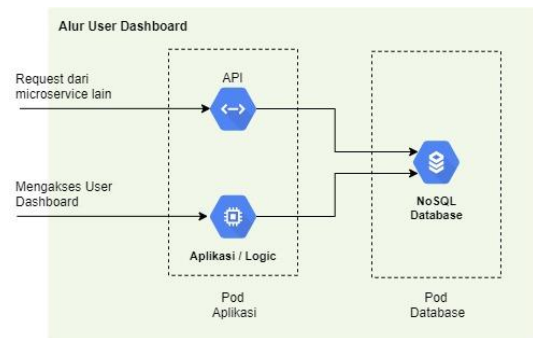 Alur User Dashboard
Request dari
microservice lain
API
Mengakses User
Dashboard
Aplikasi / Logic
NoSQL
Database
Pod
Aplikasi
Pod
Database